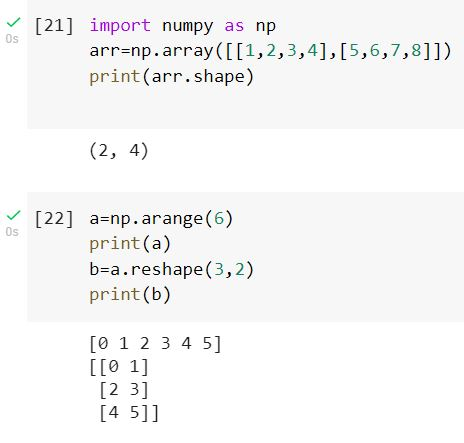 [21] import numpy as np
0s
arr=np.array([[1,2,3,4],[5,6,7,8]])
print(arr.shape)
(2, 4)
[22] a=np.arange(6)
0s
print(a)
b=a.reshape(3,2)
print(b)
[0 1 2 3 4 5]
[[0 1]
 [2 3]
 [4 5]]